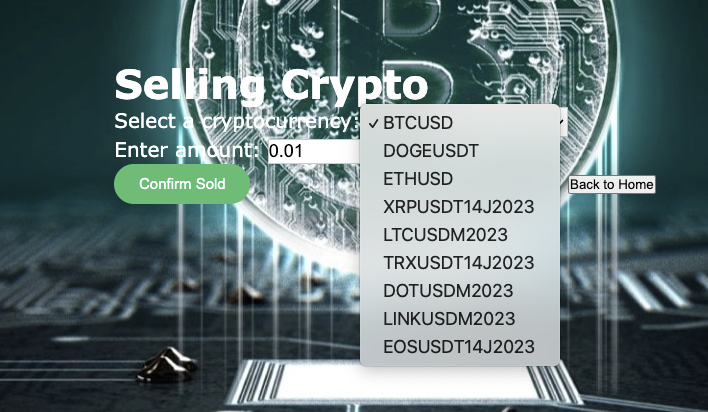 Selling Crypto
Select a cryptocurrency:
Enter amount: 0.01
Confirm Sold
BTCUSD
DOGEUSDT
ETHUSD
XRPUSDT14J2023
LTCUSDM2023
TRXUSDT14J2023
DOTUSDM2023
LINKUSDM2023
EOSUSDT14J2023
Back to Home